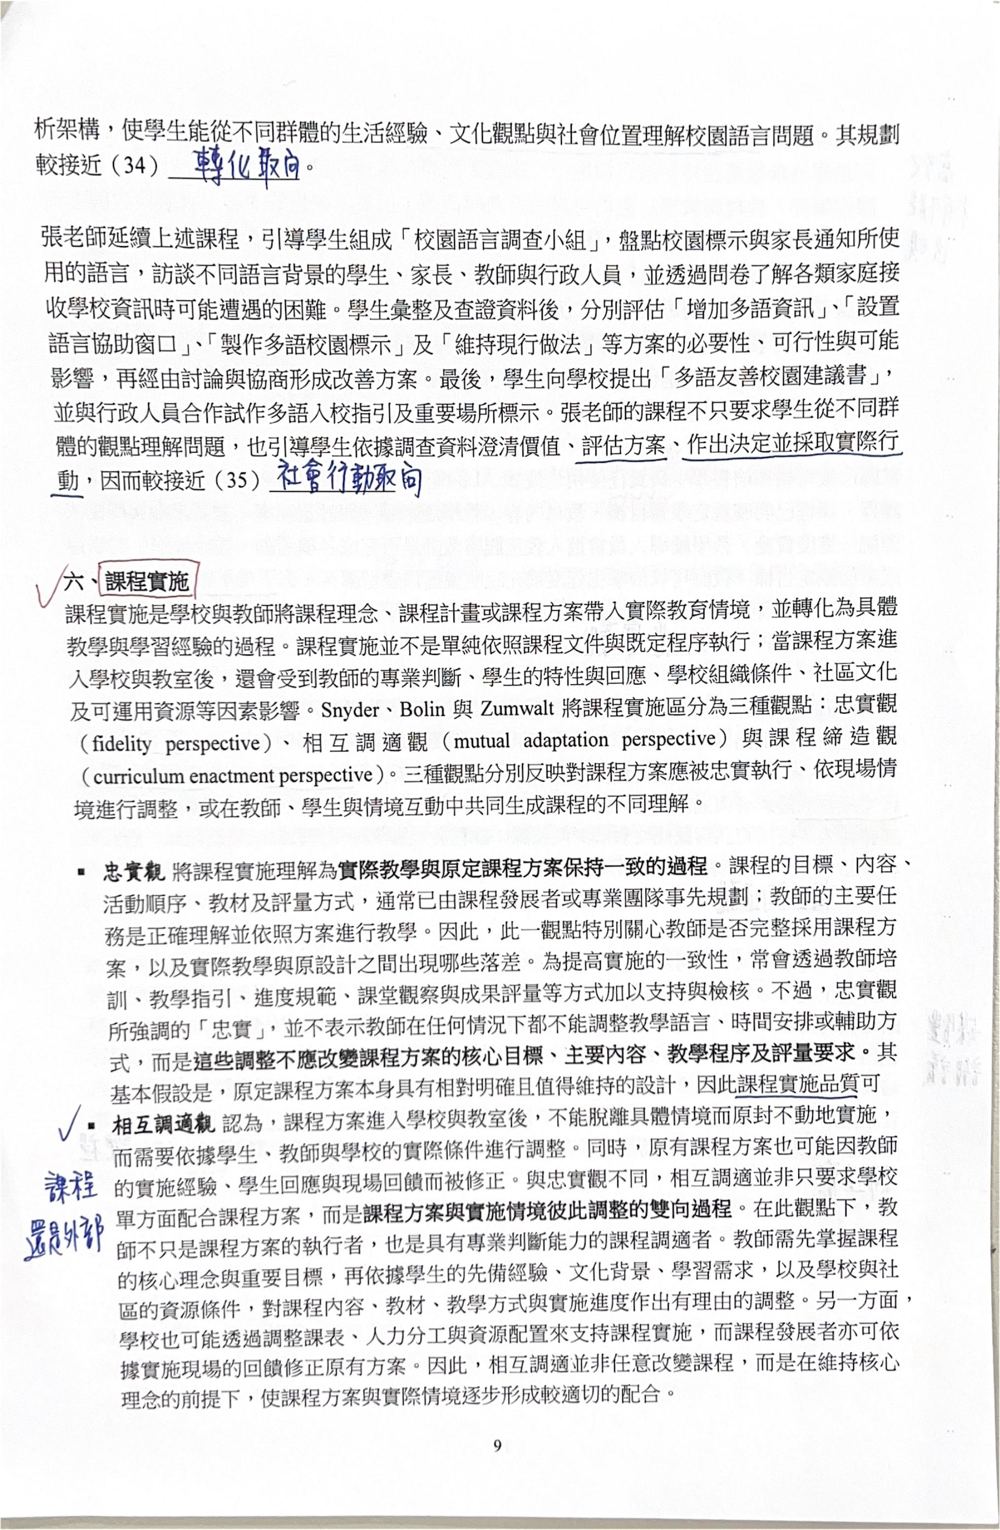 析架構，使學生能從不同群體的生活經驗、文化觀點與社會位置理解校園語言問題。其規劃
較接近（34） 轉化取向。
張老師延續上述課程，引導學生組成「校園語言調查小組」，盤點校園標示與家長通知所使
用的語言，訪談不同語言背景的學生、家長、教師與行政人員，並透過問卷了解各類家庭接
收學校資訊時可能遭遇的困難。學生彙整及查證資料後，分別評估「增加多語資訊」、「設置
語言協助窗口」、「製作多語校園標示」及「維持現行做法」等方案的必要性、可行性與可能
影響，再經由討論與協商形成改善方案。最後，學生向學校提出「多語友善校園建議書」，
並與行政人員合作試作多語入校指引及重要場所標示。張老師的課程不只要求學生從不同群
體的觀點理解問題，也引導學生依據調查資料澄清價值、評估方案、作出決定並採取實際行
動，因而較接近（35） 社會行動取向
六、課程實施
課程實施是學校與教師將課程理念、課程計畫或課程方案帶入實際教育情境，並轉化為具體
教學與學習經驗的過程。課程實施並不是單純依照課程文件與既定程序執行；當課程方案進
入學校與教室後，還會受到教師的專業判斷、學生的特性與回應、學校組織條件、社區文化
及可運用資源等因素影響。Snyder、Bolin 與 Zumwalt 將課程實施區分為三種觀點：忠實觀
（fidelity perspective）、相互調適觀（mutual adaptation perspective）與課程締造觀
（curriculum enactment perspective）。三種觀點分別反映對課程方案應被忠實執行、依現場情
境進行調整，或在教師、學生與情境互動中共同生成課程的不同理解。
▪ 忠實觀 將課程實施理解為實際教學與原定課程方案保持一致的過程。課程的目標、內容、
活動順序、教材及評量方式，通常已由課程發展者或專業團隊事先規劃；教師的主要任
務是正確理解並依照方案進行教學。因此，此一觀點特別關心教師是否完整採用課程方
案，以及實際教學與原設計之間出現哪些落差。為提高實施的一致性，常會透過教師培
訓、教學指引、進度規範、課堂觀察與成果評量等方式加以支持與檢核。不過，忠實觀
所強調的「忠實」，並不表示教師在任何情況下都不能調整教學語言、時間安排或輔助方
式，而是這些調整不應改變課程方案的核心目標、主要內容、教學程序及評量要求。其
基本假設是，原定課程方案本身具有相對明確且值得維持的設計，因此課程實施品質可
▪ 相互調適觀 認為，課程方案進入學校與教室後，不能脫離具體情境而原封不動地實施，
而需要依據學生、教師與學校的實際條件進行調整。同時，原有課程方案也可能因教師
課程
的實施經驗、學生回應與現場回饋而被修正。與忠實觀不同，相互調適並非只要求學校
單方面配合課程方案，而是課程方案與實施情境彼此調整的雙向過程。在此觀點下，教
還是外部
師不只是課程方案的執行者，也是具有專業判斷能力的課程調適者。教師需先掌握課程
的核心理念與重要目標，再依據學生的先備經驗、文化背景、學習需求，以及學校與社
區的資源條件，對課程內容、教材、教學方式與實施進度作出有理由的調整。另一方面，
學校也可能透過調整課表、人力分工與資源配置來支持課程實施，而課程發展者亦可依
據實施現場的回饋修正原有方案。因此，相互調適並非任意改變課程，而是在維持核心
理念的前提下，使課程方案與實際情境逐步形成較適切的配合。
9